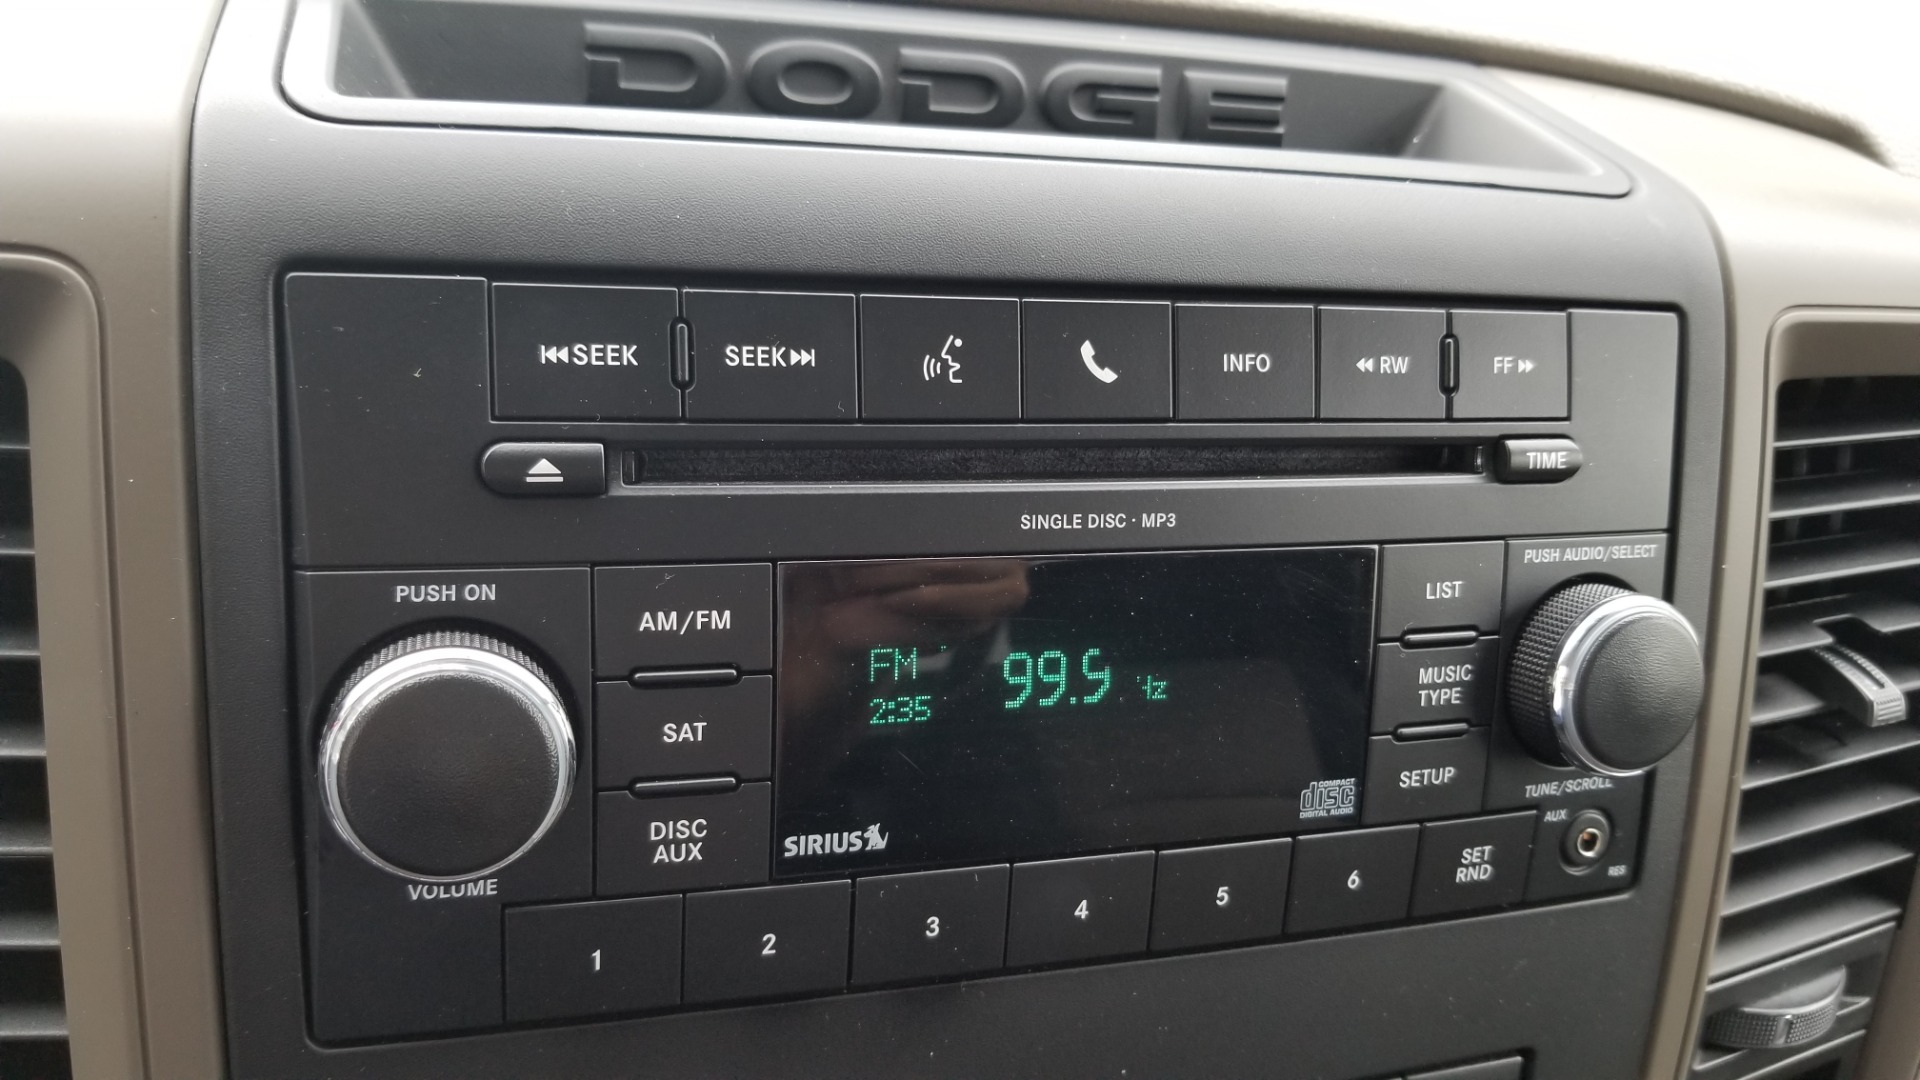 DODGE
SEEK
SEEK
INFO
RW
FF
TIME
SINGLE DISC · MP3
PUSH ON
AM/FM
SAT
DISC
AUX
VOLUME
FM
2:35
99.5
SIRIUS
COMPACT
disc
DIGITAL AUDIO
LIST
MUSIC
TYPE
SETUP
PUSH AUDIO/SELECT
TUNE/SCROLL
AUX
RES
1
2
3
4
5
6
SET
RND